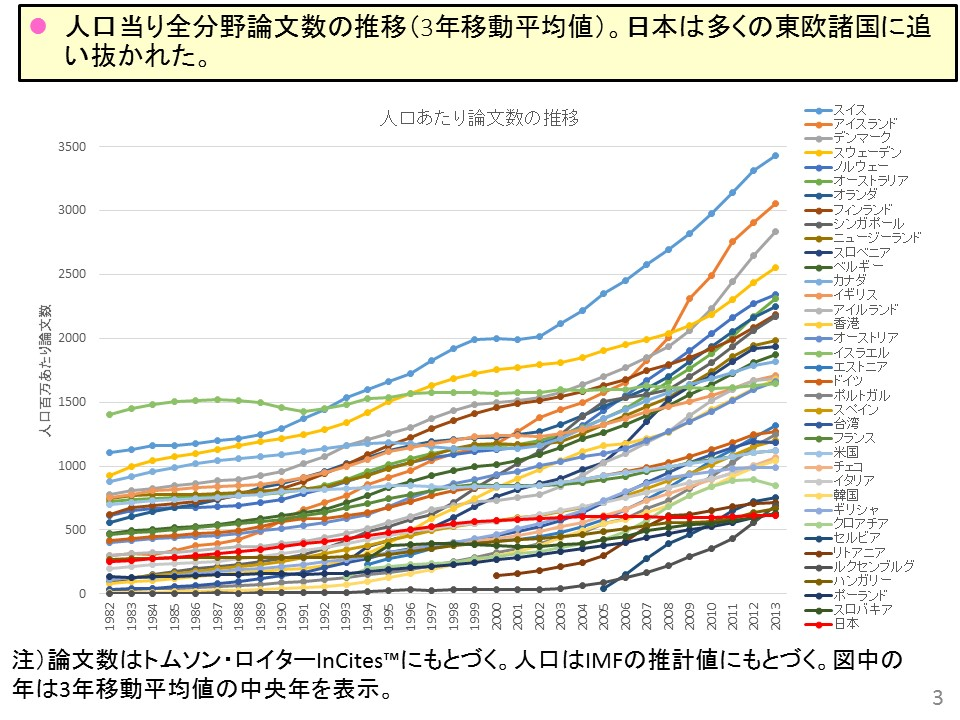 ● 人口当り全分野論文数の推移（3年移動平均値）。日本は多くの東欧諸国に追
い抜かれた。
人口あたり論文数の推移
人口百万あたり論文数
3500
3000
2500
2000
1500
1000
500
0
1982 1983 1984 1985 1986 1987 1988 1989 1990 1991 1992 1993 1994 1995 1996 1997 1998 1999 2000 2001 2002 2003 2004 2005 2006 2007 2008 2009 2010 2011 2012 2013
スイス
アイスランド
デンマーク
スウェーデン
ノルウェー
オーストラリア
オランダ
フィンランド
シンガポール
ニュージーランド
スロベニア
ベルギー
カナダ
イギリス
アイルランド
香港
オーストリア
イスラエル
エストニア
ドイツ
ポルトガル
スペイン
台湾
フランス
米国
チェコ
イタリア
韓国
ギリシャ
クロアチア
セルビア
リトアニア
ルクセンブルグ
ハンガリー
ポーランド
スロバキア
日本
注）論文数はトムソン・ロイターInCites™にもとづく。人口はIMFの推計値にもとづく。図中の
年は3年移動平均値の中央年を表示。
3